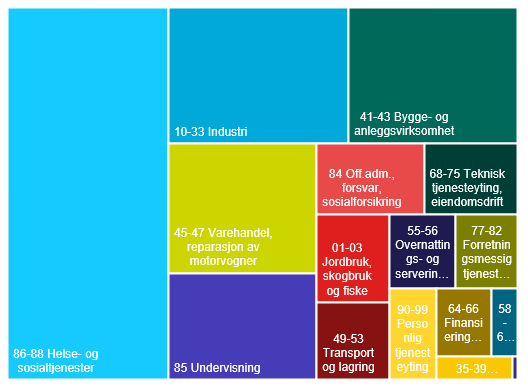 10-33 Industri
41-43 Bygge- og
anleggsvirksomhet
84 Off.adm.,
forsvar,
sosialforsikring
68-75 Teknisk
tjenesteyting,
eiendomsdrift
45-47 Varehandel,
reparasjon av
motorvogner
01-03
Jordbruk,
skogbruk
og fiske
55-56
Overnattin
gs- og
serverin...
77-82
Forretnin
gsmessig
tjenest...
86-88 Helse- og
sosialtjenester
85 Undervisning
49-53
Transport
og lagring
90-99
Perso
nlig
tjenest
eyting
64-66
Finansi
ering...
58
-
6...
35-39...